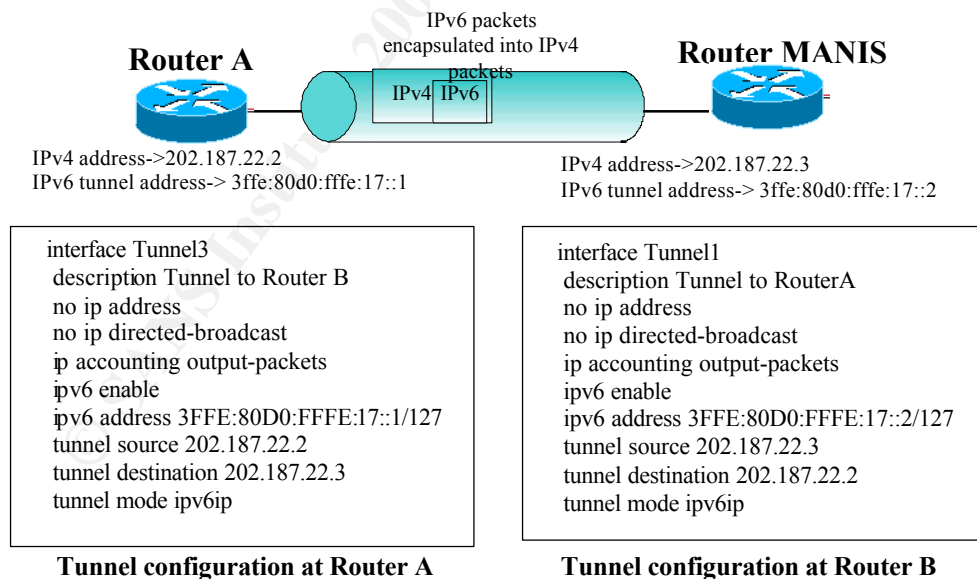 IPv6 packets
encapsulated into IPv4
packets
Router A
Router MANIS
IPv4 IPv6
IPv4 address->202.187.22.2
IPv6 tunnel address-> 3ffe:80d0:fffe:17::1
IPv4 address->202.187.22.3
IPv6 tunnel address-> 3ffe:80d0:fffe:17::2
interface Tunnel3
description Tunnel to Router B
no ip address
no ip directed-broadcast
ip accounting output-packets
ipv6 enable
ipv6 address 3FFE:80D0:FFFE:17::1/127
tunnel source 202.187.22.2
tunnel destination 202.187.22.3
tunnel mode ipv6ip
Tunnel configuration at Router A
interface Tunnel1
description Tunnel to RouterA
no ip address
no ip directed-broadcast
ip accounting output-packets
ipv6 enable
ipv6 address 3FFE:80D0:FFFE:17::2/127
tunnel source 202.187.22.3
tunnel destination 202.187.22.2
tunnel mode ipv6ip
Tunnel configuration at Router B
© SANS Institute 200